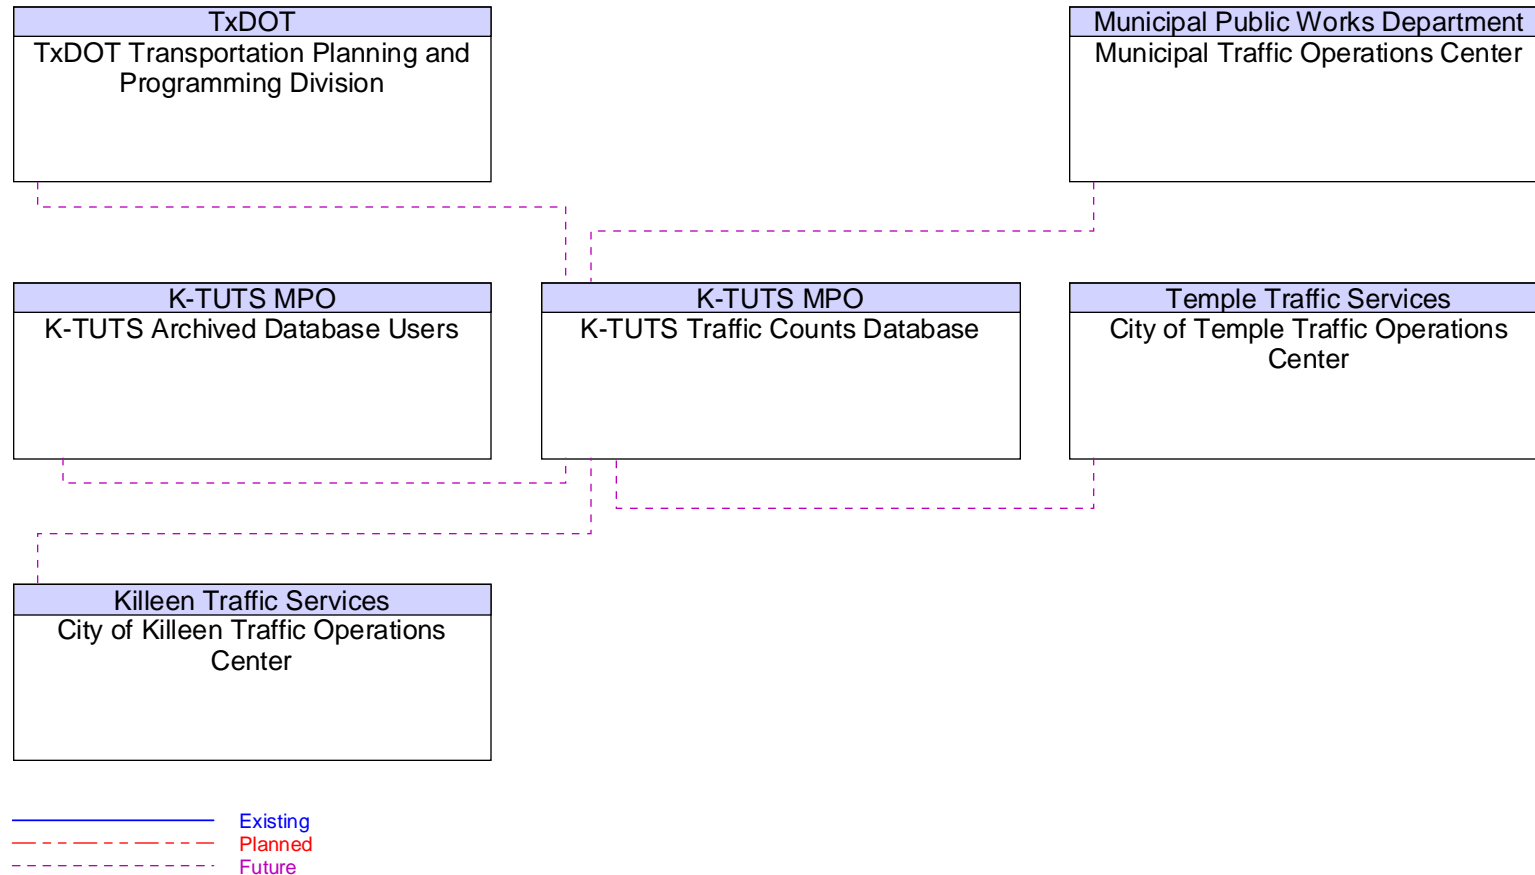 TxDOT
TxDOT Transportation Planning and
Programming Division
Municipal Public Works Department
Municipal Traffic Operations Center
K-TUTS MPO
K-TUTS Archived Database Users
K-TUTS MPO
K-TUTS Traffic Counts Database
Temple Traffic Services
City of Temple Traffic Operations
Center
Killeen Traffic Services
City of Killeen Traffic Operations
Center
Existing
Planned
Future